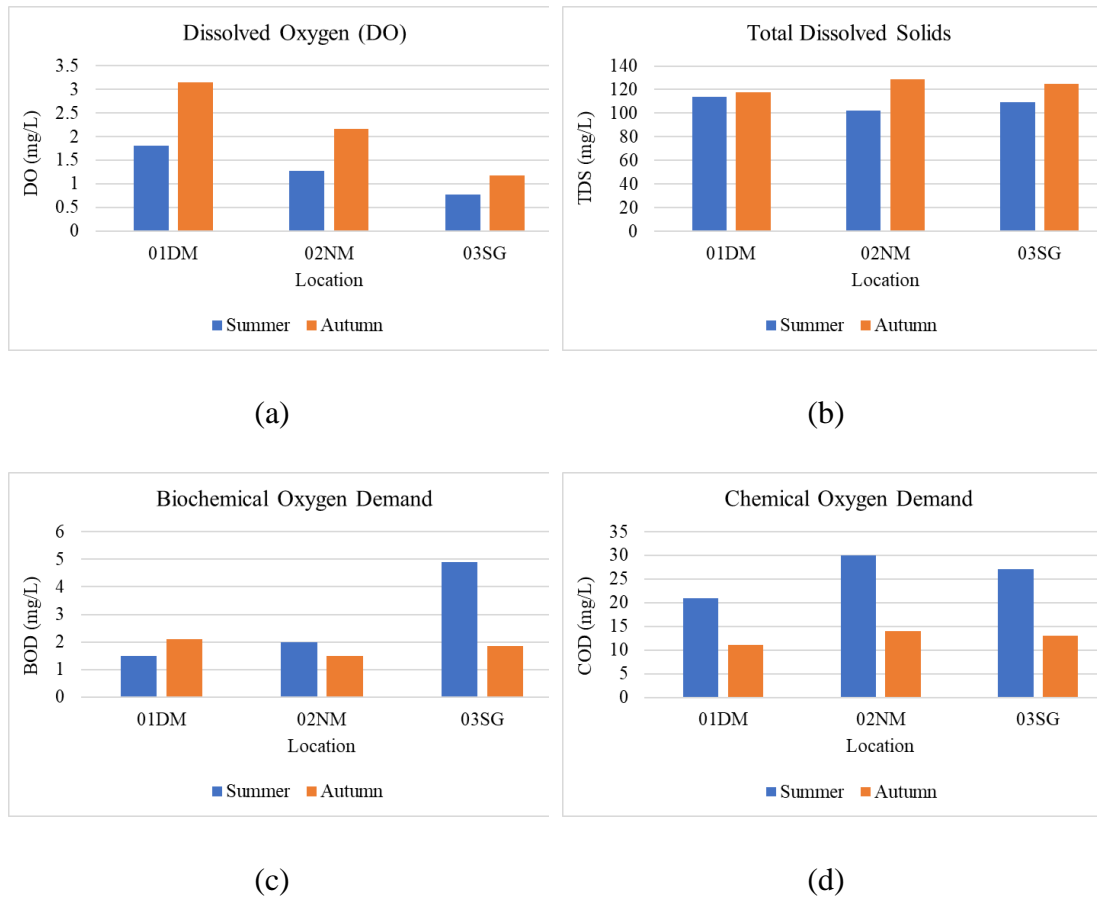 Dissolved Oxygen (DO)
3.5
3
2.5
2
1.5
1
0.5
0
DO (mg/L)
01DM 02NM 03SG
Location
Summer Autumn
(a)
Total Dissolved Solids
140
120
100
80
60
40
20
0
TDS (mg/L)
01DM 02NM 03SG
Location
Summer Autumn
(b)
Biochemical Oxygen Demand
6
5
4
3
2
1
0
BOD (mg/L)
01DM 02NM 03SG
Location
Summer Autumn
(c)
Chemical Oxygen Demand
35
30
25
20
15
10
5
0
COD (mg/L)
01DM 02NM 03SG
Location
Summer Autumn
(d)